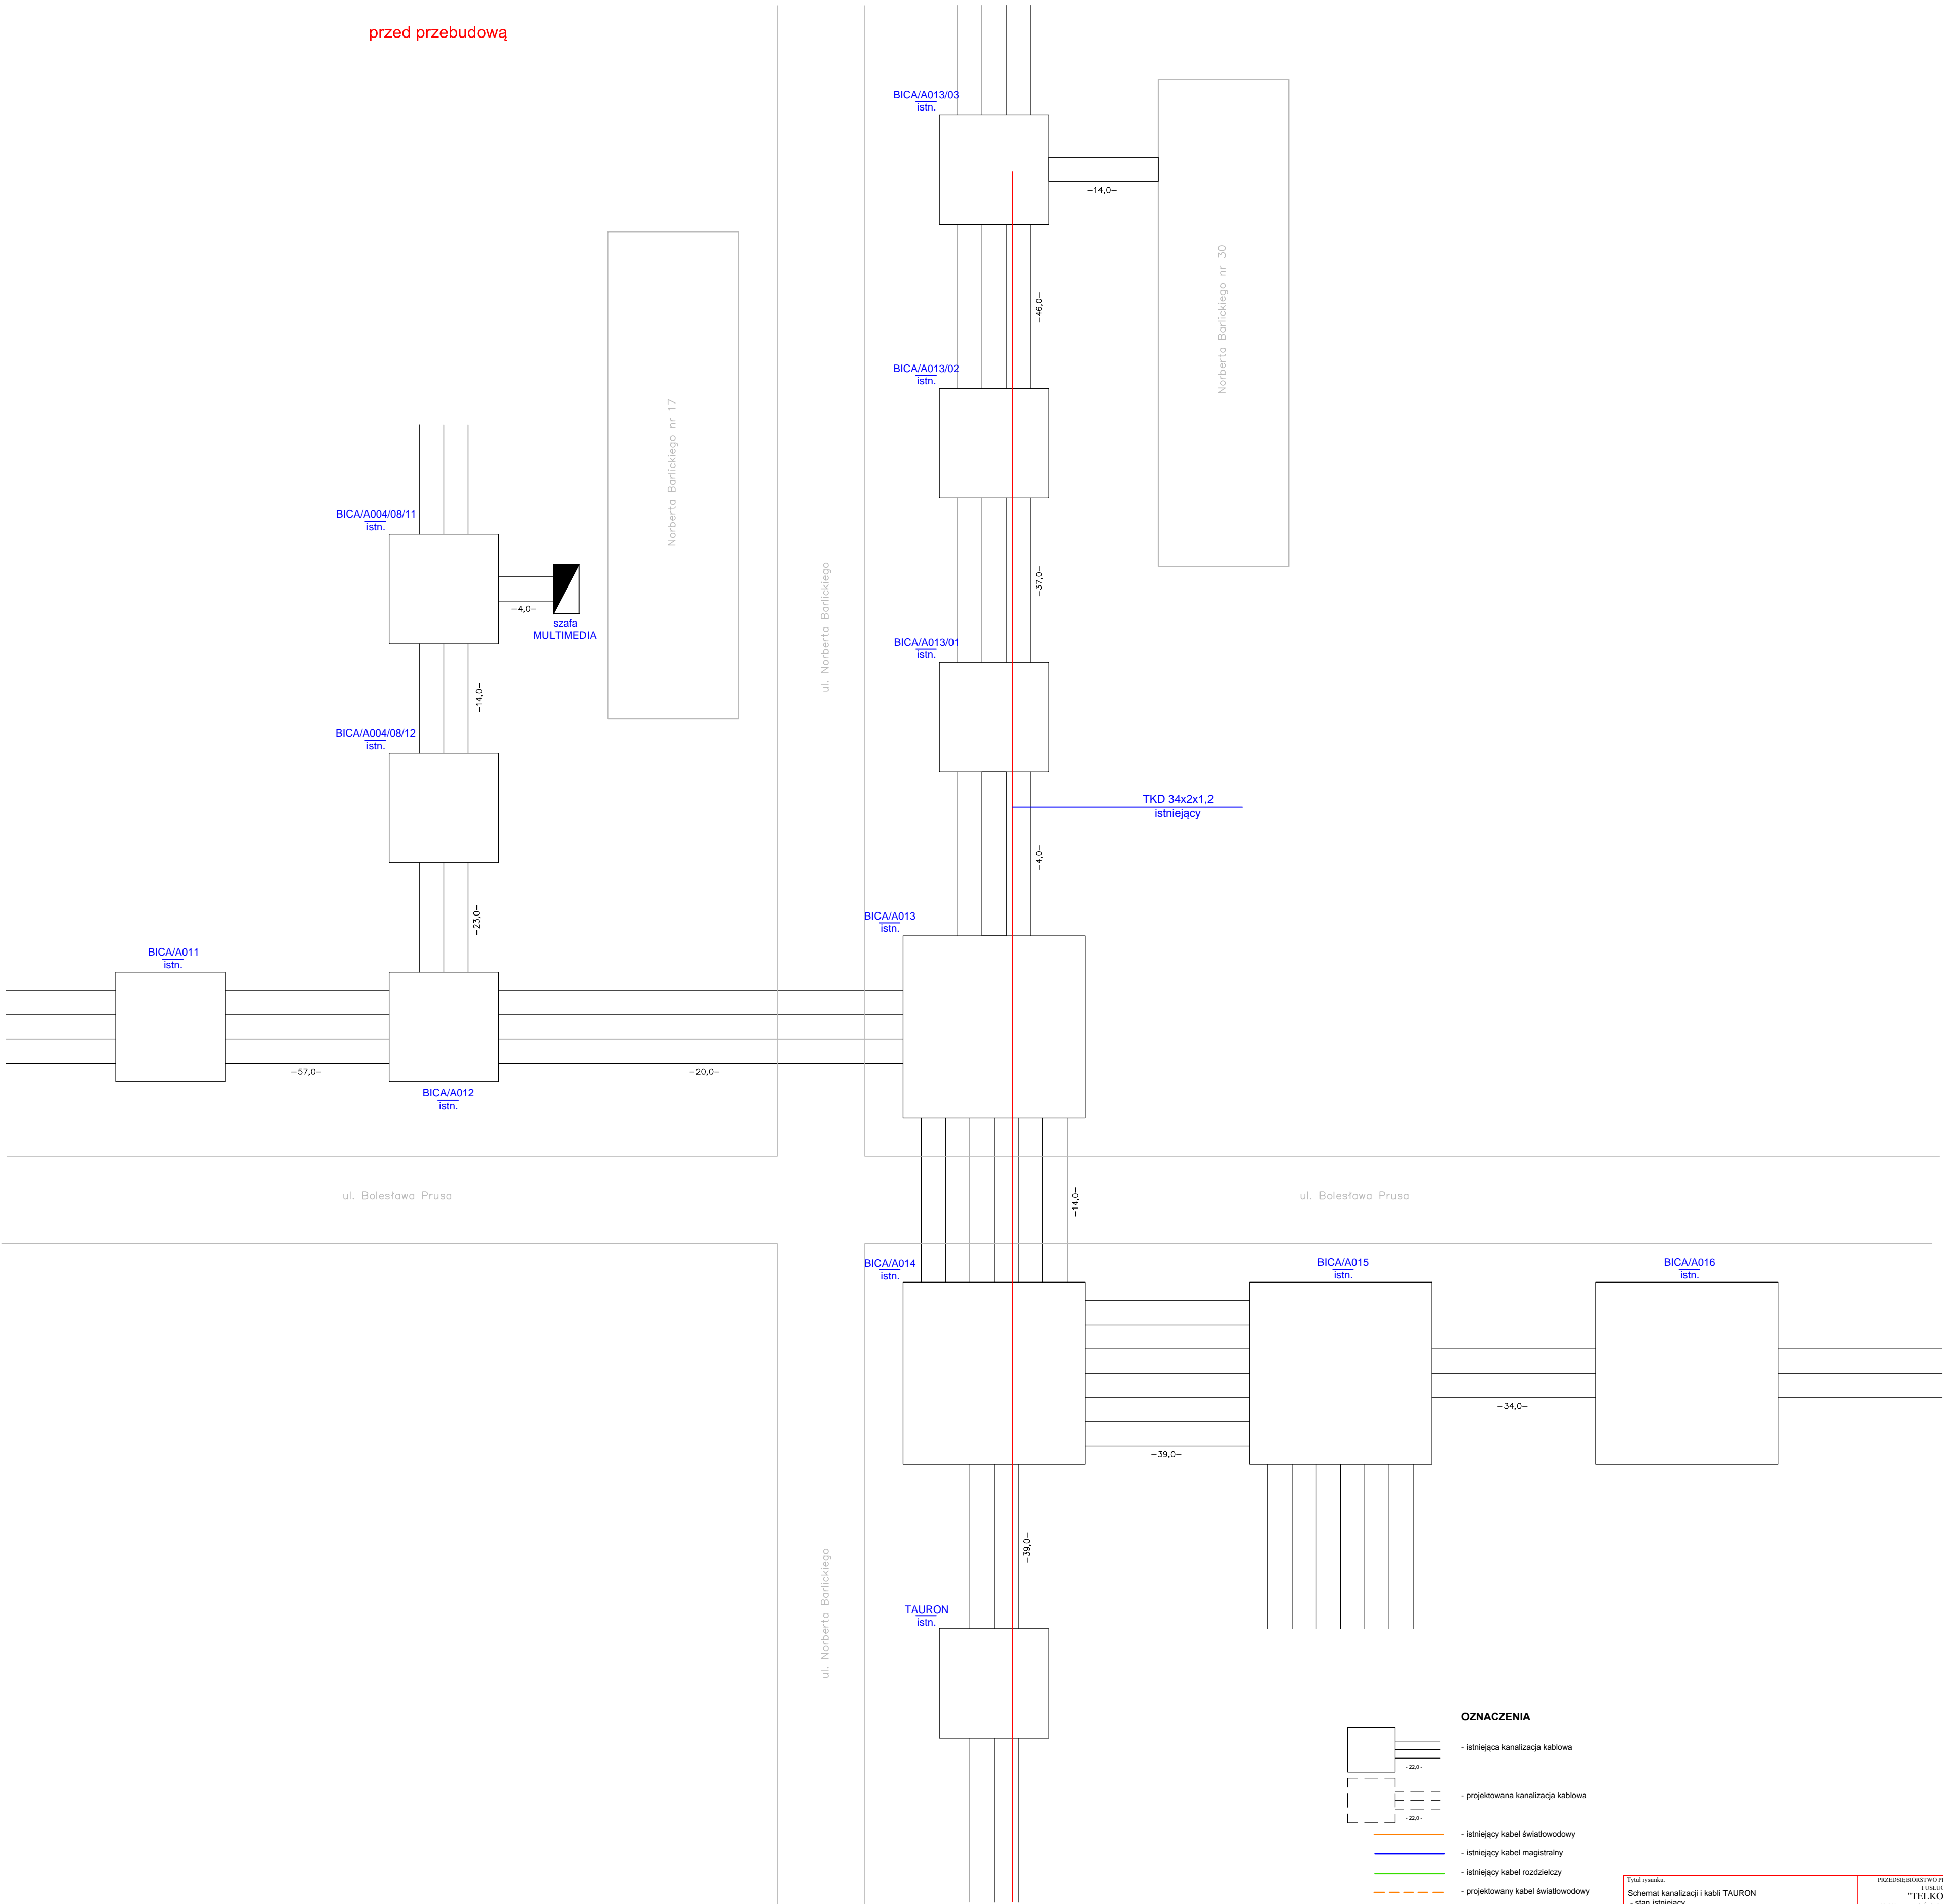 przed przebudową
BICA/A013/03
istn.
-14,0-
Norberta Barlickiego nr 30
-46,0-
BICA/A013/02
istn.
Norberta Barlickiego nr 17
BICA/A004/08/11
istn.
-4,0-
szafa
MULTIMEDIA
ul. Norberta Barlickiego
-37,0-
BICA/A013/01
istn.
-14,0-
BICA/A004/08/12
istn.
TKD 34x2x1,2
istniejący
-4,0-
-23,0-
BICA/A013
istn.
BICA/A011
istn.
-57,0-
BICA/A012
istn.
-20,0-
ul. Bolesława Prusa
-14,0-
ul. Bolesława Prusa
BICA/A014
istn.
BICA/A015
istn.
BICA/A016
istn.
-34,0-
-39,0-
-39,0-
ul. Norberta Barlickiego
TAURON
istn.
OZNACZENIA
- istniejąca kanalizacja kablowa
- 22,0 -
- projektowana kanalizacja kablowa
- 22,0 -
- istniejący kabel światłowodowy
- istniejący kabel magistralny
- istniejący kabel rozdzielczy
- projektowany kabel światłowodowy
Tytuł rysunku:
Schemat kanalizacji i kabli TAURON
- stan istniejący
PRZEDSIĘBIORSTWO
I